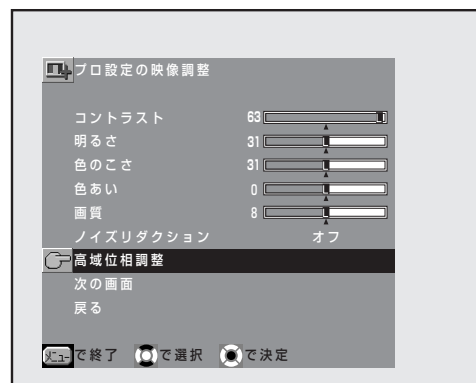 プロ設定の映像調整
コントラスト 63
明るさ 31
色のこさ 31
色あい 0
画質 8
ノイズリダクション オフ
高域位相調整
次の画面
戻る
メニューで終了 で選択 で決定